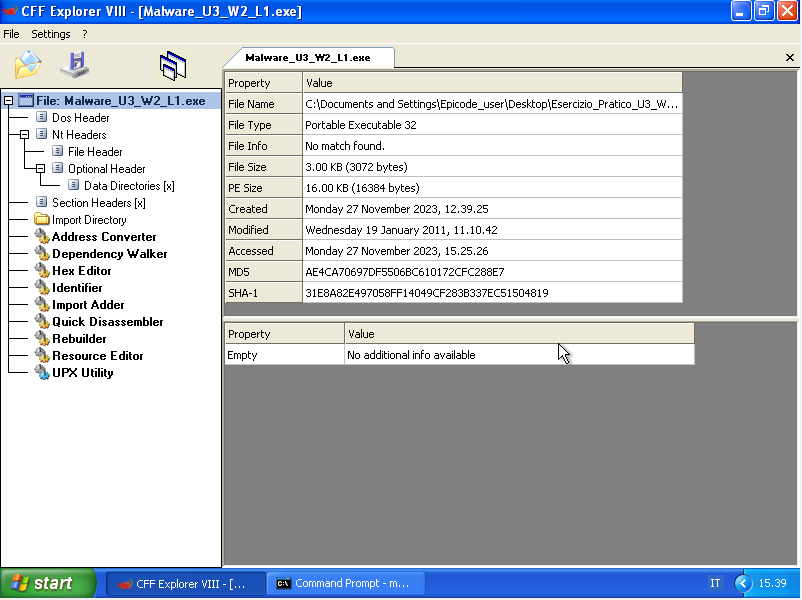 CFF Explorer VIII - [Malware_U3_W2_L1.exe]
File Settings ?
Malware_U3_W2_L1.exe
File: Malware_U3_W2_L1.exe
Dos Header
Nt Headers
File Header
Optional Header
Data Directories [x]
Section Headers [x]
Import Directory
Address Converter
Dependency Walker
Hex Editor
Identifier
Import Adder
Quick Disassembler
Rebuilder
Resource Editor
UPX Utility
Property Value
File Name C:\Documents and Settings\Epicode_user\Desktop\Esercizio_Pratico_U3_W...
File Type Portable Executable 32
File Info No match found.
File Size 3.00 KB (3072 bytes)
PE Size 16.00 KB (16384 bytes)
Created Monday 27 November 2023, 12.39.25
Modified Wednesday 19 January 2011, 11.10.42
Accessed Monday 27 November 2023, 15.25.26
MD5 AE4CA70697DF5506BC610172CFC288E7
SHA-1 31E8A82E497058FF14049CF283B337EC51504819
Property Value
Empty No additional info available
start CFF Explorer VIII - [... C:\ Command Prompt - m... IT 15.39